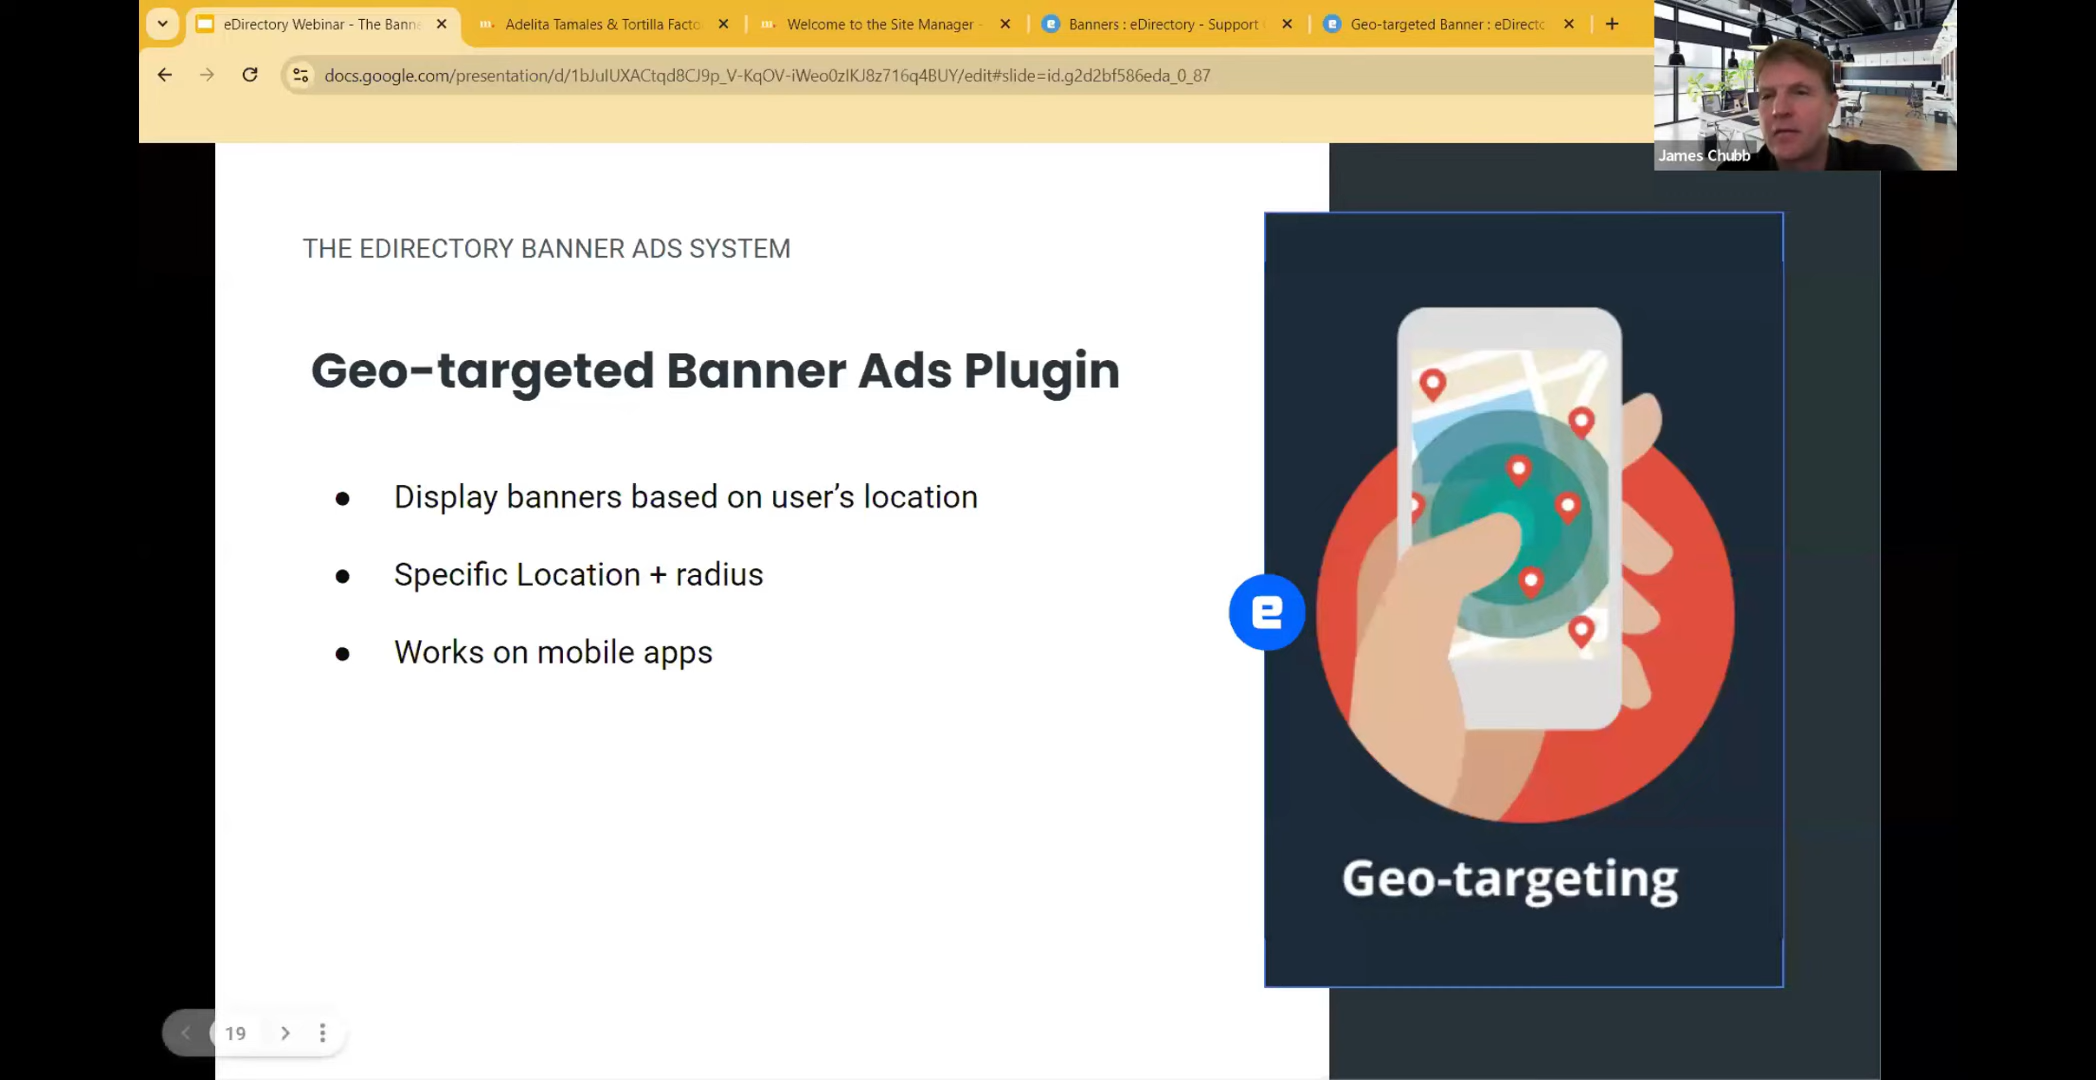 eDirectory Webinar - The Bann
Adelita Tamales & Tortilla Facto
Welcome to the Site Manager -
Banners : eDirectory - Support
Geo-targeted Banner : eDirecto
docs.google.com/presentation/d/1bJuIUXACtqd8CJ9p_V-KqOV-iWeo0zIKJ8z716q4BUY/edit#slide=id.g2d2bf586eda_0_87
James Chubb
THE EDIRECTORY BANNER ADS SYSTEM
Geo-targeted Banner Ads Plugin
● Display banners based on user’s location
● Specific Location + radius
● Works on mobile apps
e
Geo-targeting
19